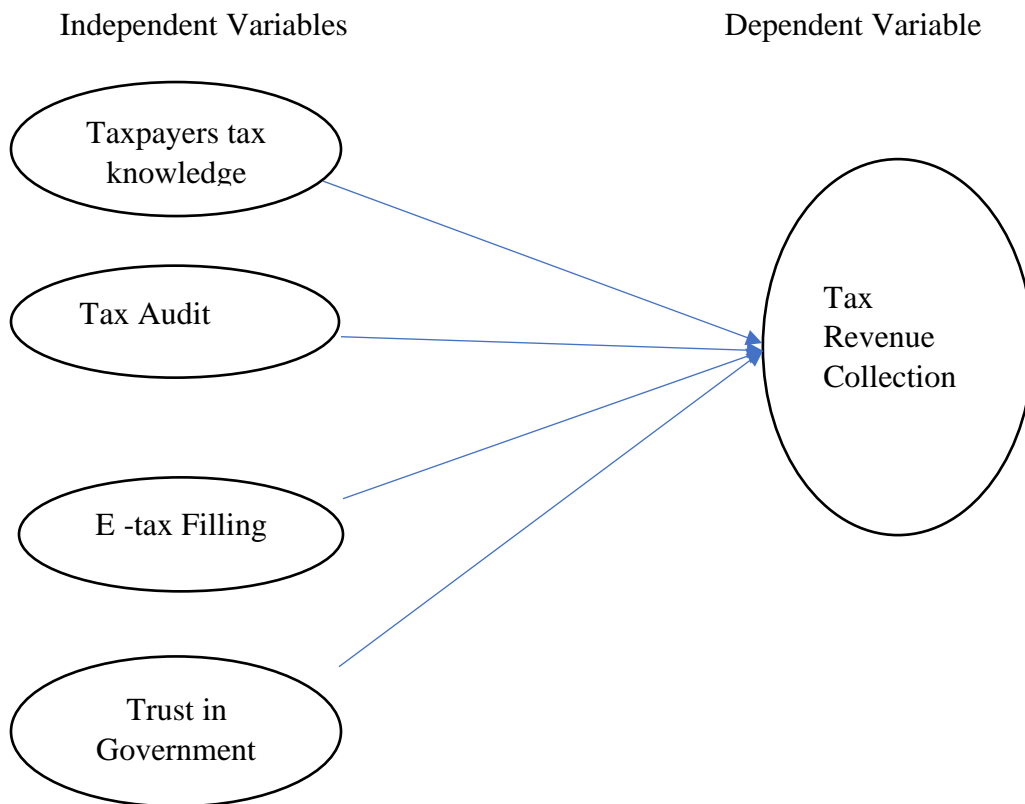 Independent Variables
Dependent Variable
Taxpayers tax
knowledge
Tax Audit
E -tax Filling
Trust in
Government
Tax
Revenue
Collection